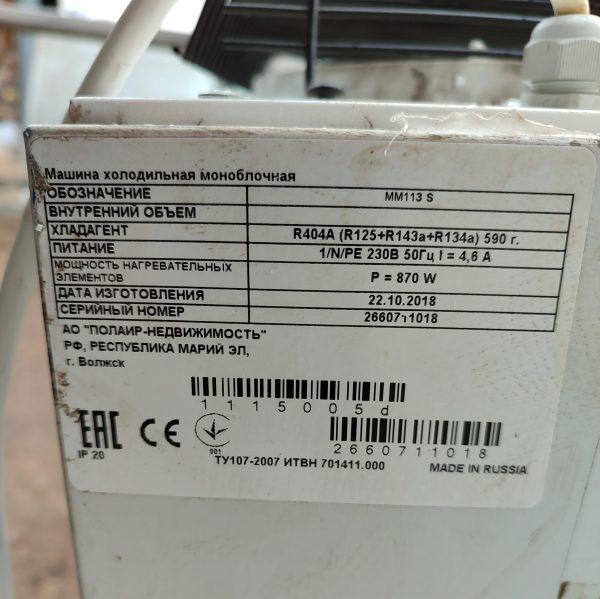 Машина холодильная моноблочная
ОБОЗНАЧЕНИЕ MM113 S
ВНУТРЕННИЙ ОБЪЕМ
ХЛАДАГЕНТ R404A (R125+R143a+R134a) 590 г.
ПИТАНИЕ 1/N/PE 230В 50Гц I = 4,6 А
МОЩНОСТЬ НАГРЕВАТЕЛЬНЫХ
ЭЛЕМЕНТОВ P = 870 W
ДАТА ИЗГОТОВЛЕНИЯ 22.10.2018
СЕРИЙНЫЙ НОМЕР 2660711018
АО "ПОЛАИР-НЕДВИЖИМОСТЬ"
РФ, РЕСПУБЛИКА МАРИЙ ЭЛ,
г. Волжск
1115005d
EAC CE 001
2660711018
IP 20
ТУ107-2007 ИТВН 701411.000
MADE IN RUSSIA